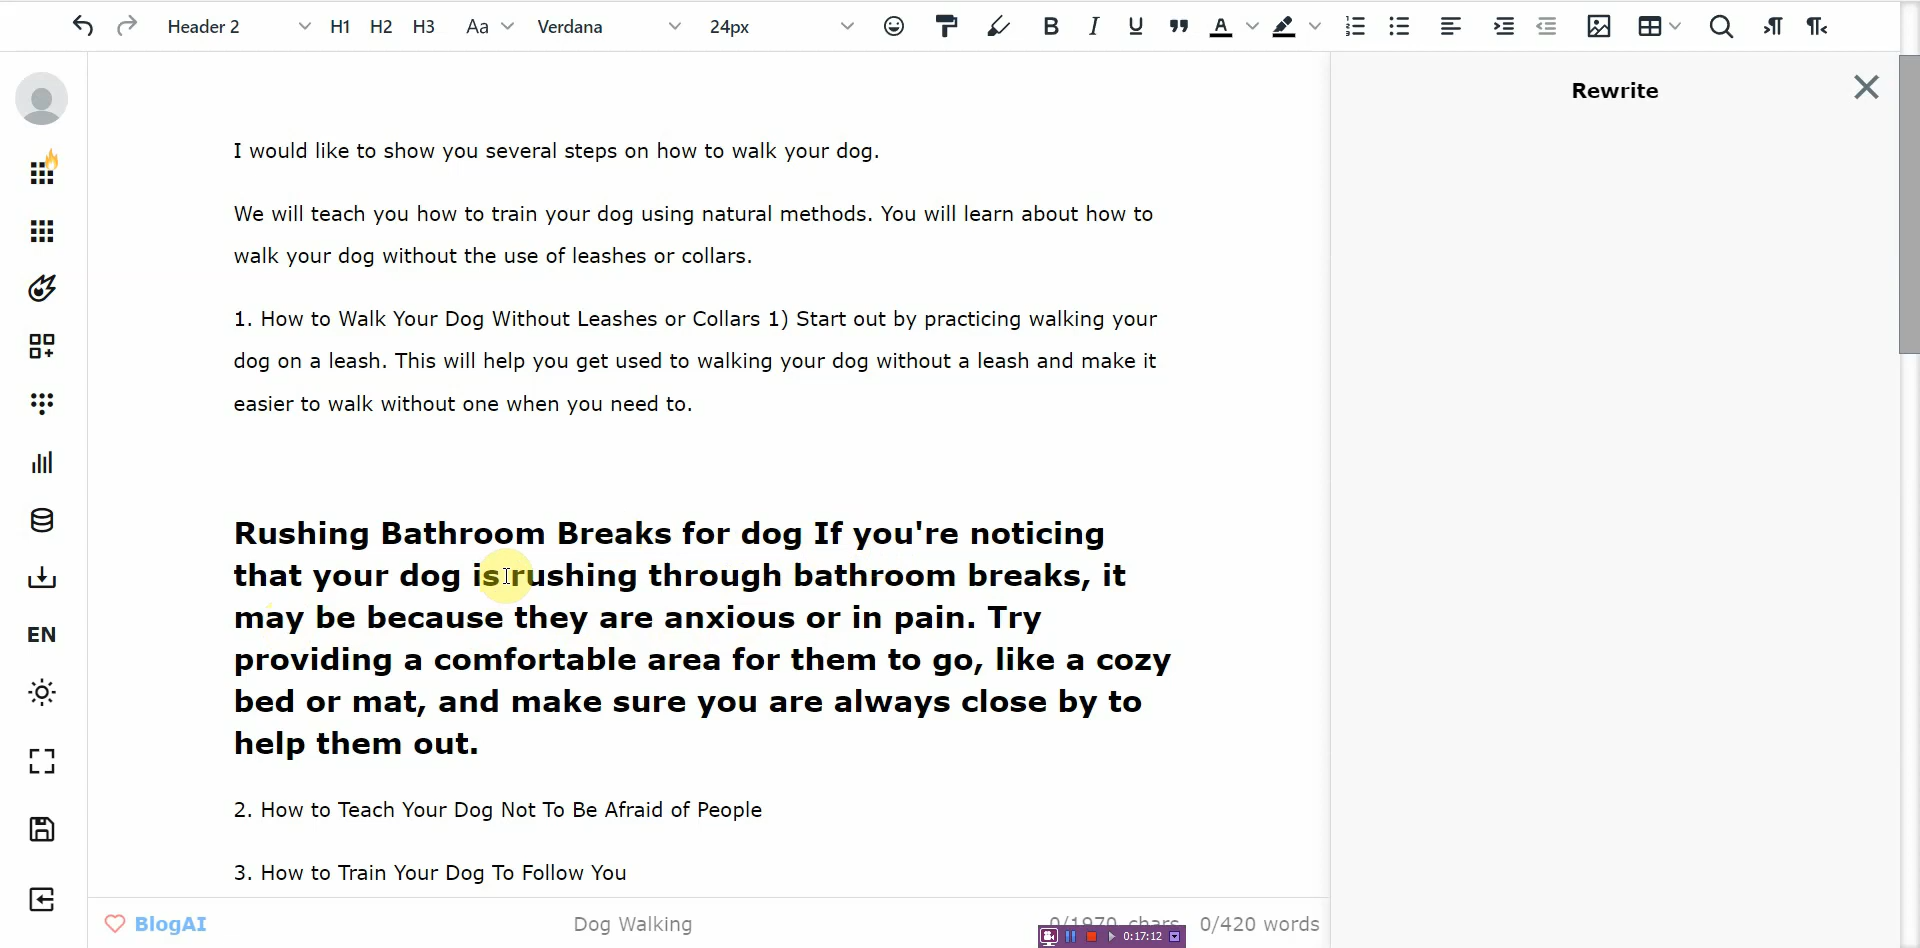 Header 2 H1 H2 H3 Aa Verdana 24px B I U A
Rewrite
I would like to show you several steps on how to walk your dog.
We will teach you how to train your dog using natural methods. You will learn about how to
walk your dog without the use of leashes or collars.
1. How to Walk Your Dog Without Leashes or Collars 1) Start out by practicing walking your
dog on a leash. This will help you get used to walking your dog without a leash and make it
easier to walk without one when you need to.
Rushing Bathroom Breaks for dog If you're noticing
that your dog is rushing through bathroom breaks, it
may be because they are anxious or in pain. Try
providing a comfortable area for them to go, like a cozy
bed or mat, and make sure you are always close by to
help them out.
2. How to Teach Your Dog Not To Be Afraid of People
3. How to Train Your Dog To Follow You
EN
BlogAI Dog Walking 0/1970 chars 0/420 words
0:17:12